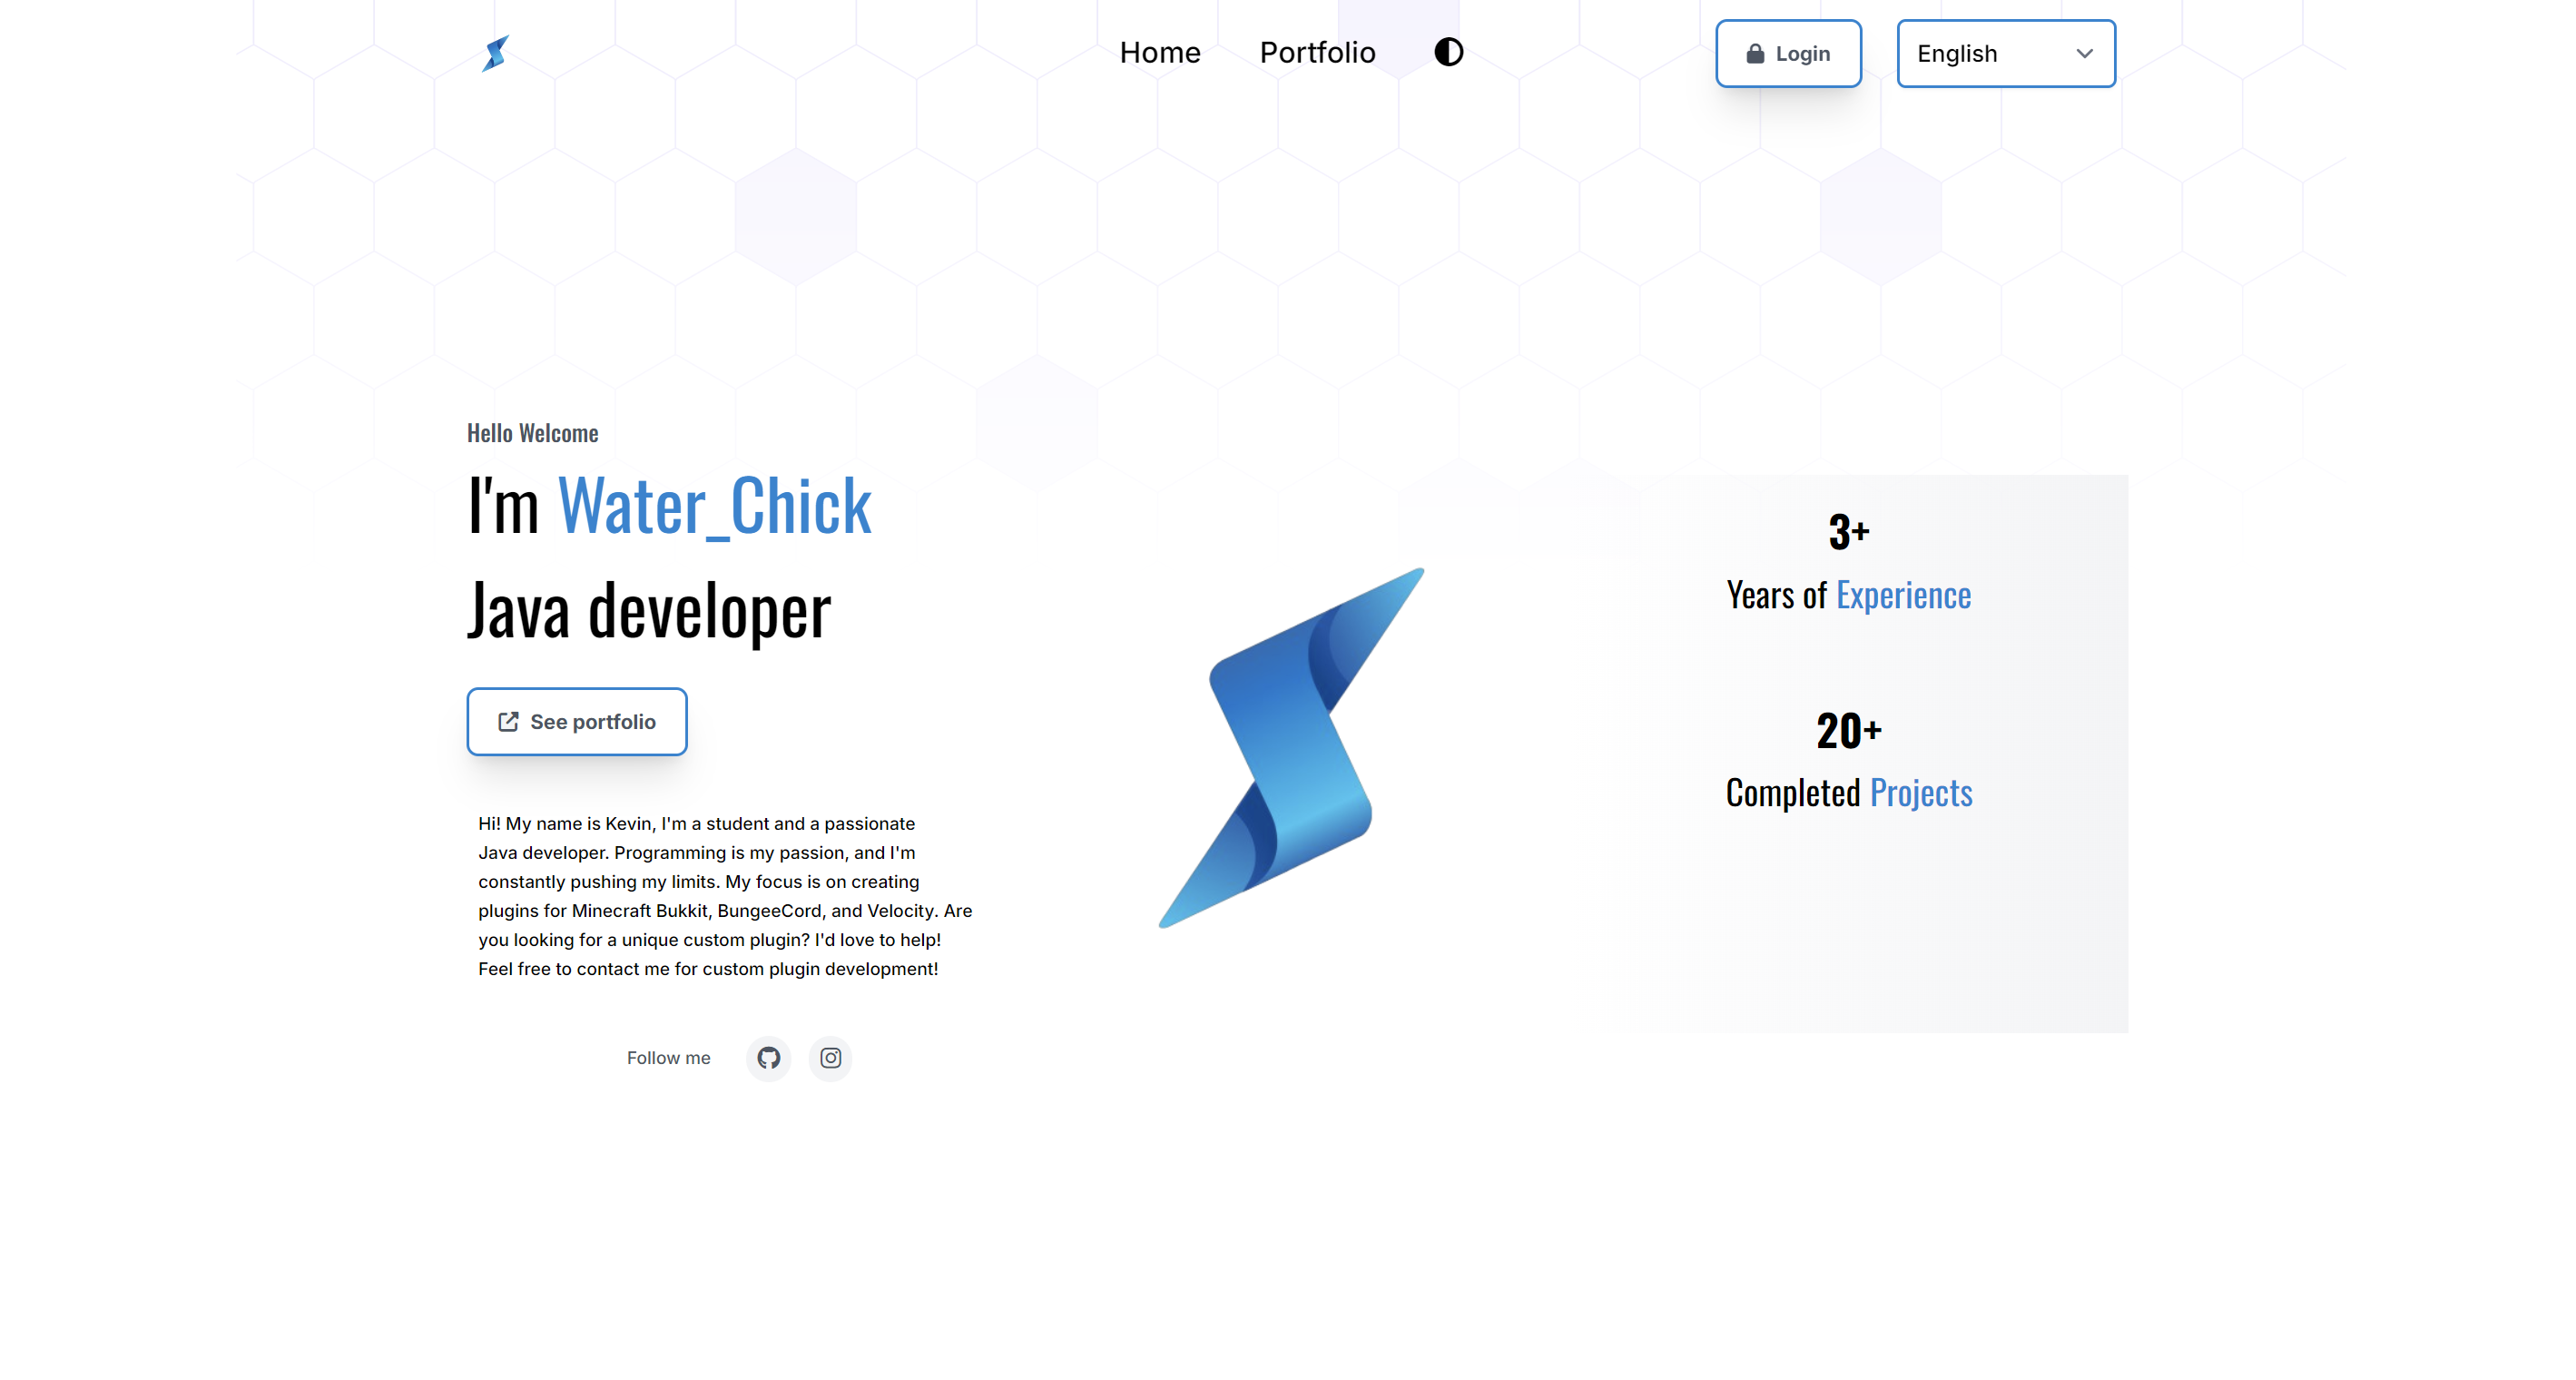 Home
Portfolio
Login
English
Hello Welcome
I'm Water_Chick
Java developer
See portfolio
Hi! My name is Kevin, I'm a student and a passionate
Java developer. Programming is my passion, and I'm
constantly pushing my limits. My focus is on creating
plugins for Minecraft Bukkit, BungeeCord, and Velocity. Are
you looking for a unique custom plugin? I'd love to help!
Feel free to contact me for custom plugin development!
Follow me
3+
Years of Experience
20+
Completed Projects